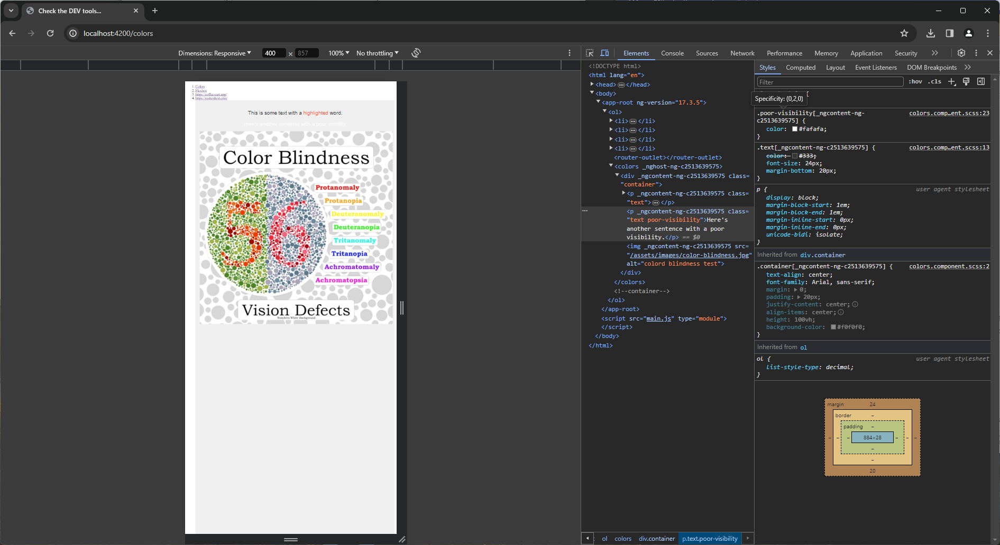 Check the DEV tools...
localhost:4200/colors
Dimensions: Responsive 400 × 857 100% No throttling
Elements Console Sources Network Performance Memory Application Security
1. Colors
2. Flexbox
3. https://coffee-cart.app/
4. https://resttesttest.com/
This is some text with a highlighted word.
Here's another sentence with a poor visibility.
Color Blindness
56
Protanomaly
Protanopia
Deuteranomaly
Deuteranopia
Tritanomaly
Tritanopia
Achromatomaly
Achromatopsia
Vision Defects
Numbers White Background
<!DOCTYPE html>
<html lang="en">
<head>…</head>
<body>
<app-root ng-version="17.3.5">
<ol>
<li>…</li>
<li>…</li>
<li>…</li>
<li>…</li>
<router-outlet></router-outlet>
<colors _nghost-ng-c2513639575>
<div _ngcontent-ng-c2513639575 class=
"container">
<p _ngcontent-ng-c2513639575 class=
"text">…</p>
<p _ngcontent-ng-c2513639575 class=
"text poor-visibility">Here's
another sentence with a poor
visibility.</p> == $0
<img _ngcontent-ng-c2513639575 src=
"/assets/images/color-blindness.jpg"
alt="colord blindness test">
</div>
</colors>
<!--container-->
</ol>
</app-root>
<script src="main.js" type="module">
</script>
</body>
</html>
ol colors div.container p.text.poor-visibility
Styles Computed Layout Event Listeners DOM Breakpoints
Filter :hov .cls
{
Specificity: (0,2,0)
.poor-visibility[_ngcontent-ng- colors.comp…ent.scss:23
c2513639575] {
color: #fafafa;
}
.text[_ngcontent-ng-c2513639575] { colors.comp…ent.scss:13
color: #333;
font-size: 24px;
margin-bottom: 20px;
}
p { user agent stylesheet
display: block;
margin-block-start: 1em;
margin-block-end: 1em;
margin-inline-start: 0px;
margin-inline-end: 0px;
unicode-bidi: isolate;
}
Inherited from div.container
.container[_ngcontent-ng-c2513639575] { colors.component.scss:2
text-align: center;
font-family: Arial, sans-serif;
margin: 0;
padding: 20px;
justify-content: center;
align-items: center;
height: 100vh;
background-color: #f0f0f0;
}
Inherited from ol
ol { user agent stylesheet
list-style-type: decimal;
}
margin 24
border –
padding –
– – – 884×28 – – –
–
–
20